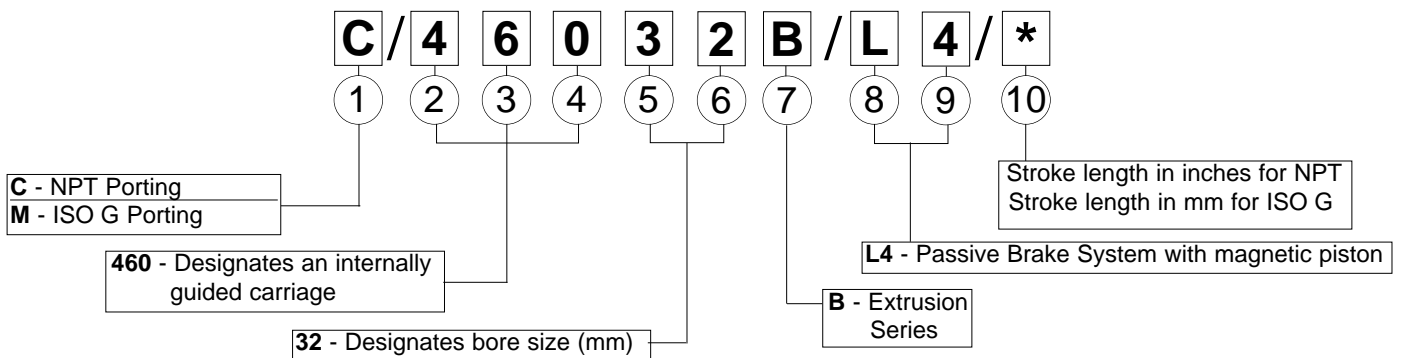 C/46032B/L4/*
1 2 3 4 5 6 7 8 9 10
C - NPT Porting
M - ISO G Porting
460 - Designates an internally
guided carriage
32 - Designates bore size (mm)
B - Extrusion
Series
L4 - Passive Brake System with magnetic piston
Stroke length in inches for NPT
Stroke length in mm for ISO G